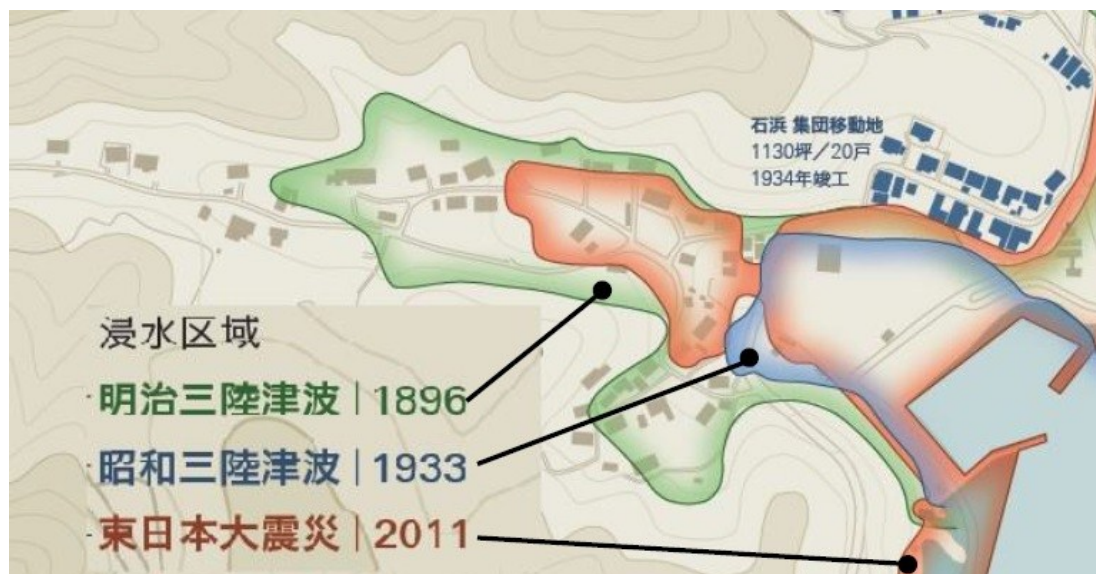 石浜 集団移動地
1130坪／20戸
1934年竣工
浸水区域
明治三陸津波｜1896
昭和三陸津波｜1933
東日本大震災｜2011